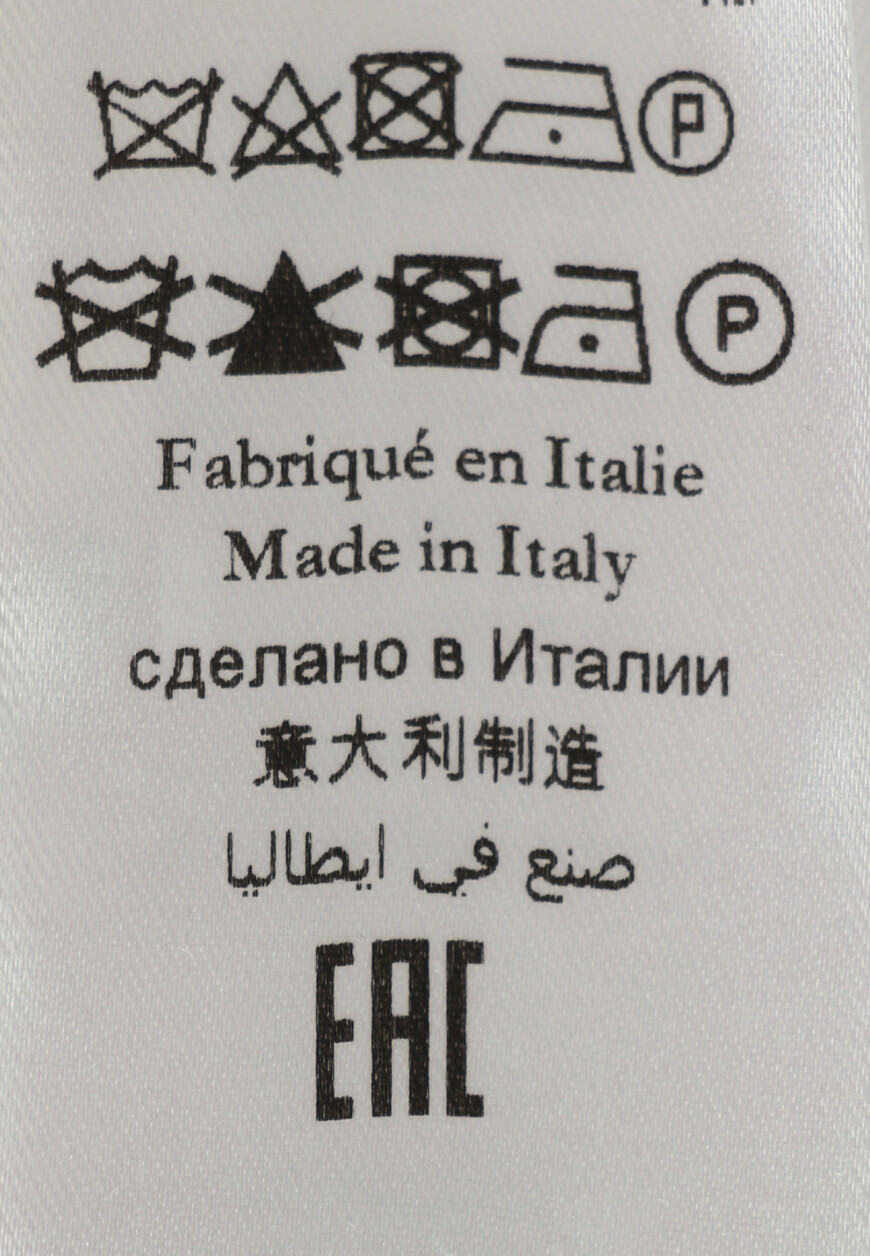 P
P
Fabriqué en Italie
Made in Italy
сделано в Италии
意大利制造
صنع في ايطاليا
EAC